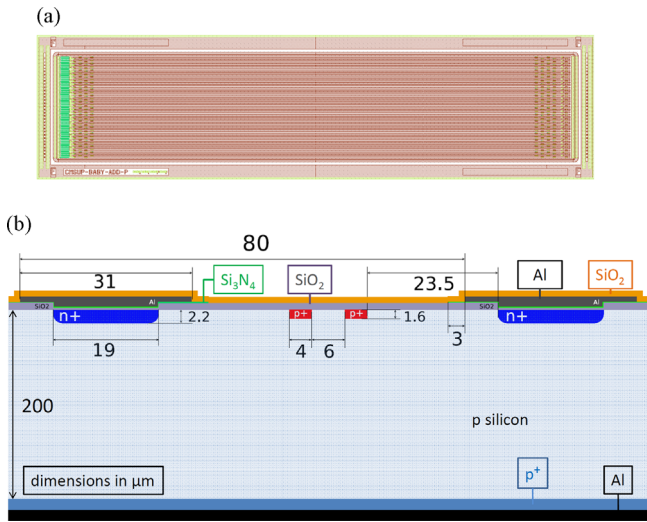 (a)
CMSUP-BABY-ADD-P
(b)
80
31
Si₃N₄
SiO₂
23.5
Al
SiO₂
SiO2
Al
SiO2
Al
n+
2.2
p+
p+
1.6
n+
19
4
6
3
200
p silicon
dimensions in μm
p⁺
Al